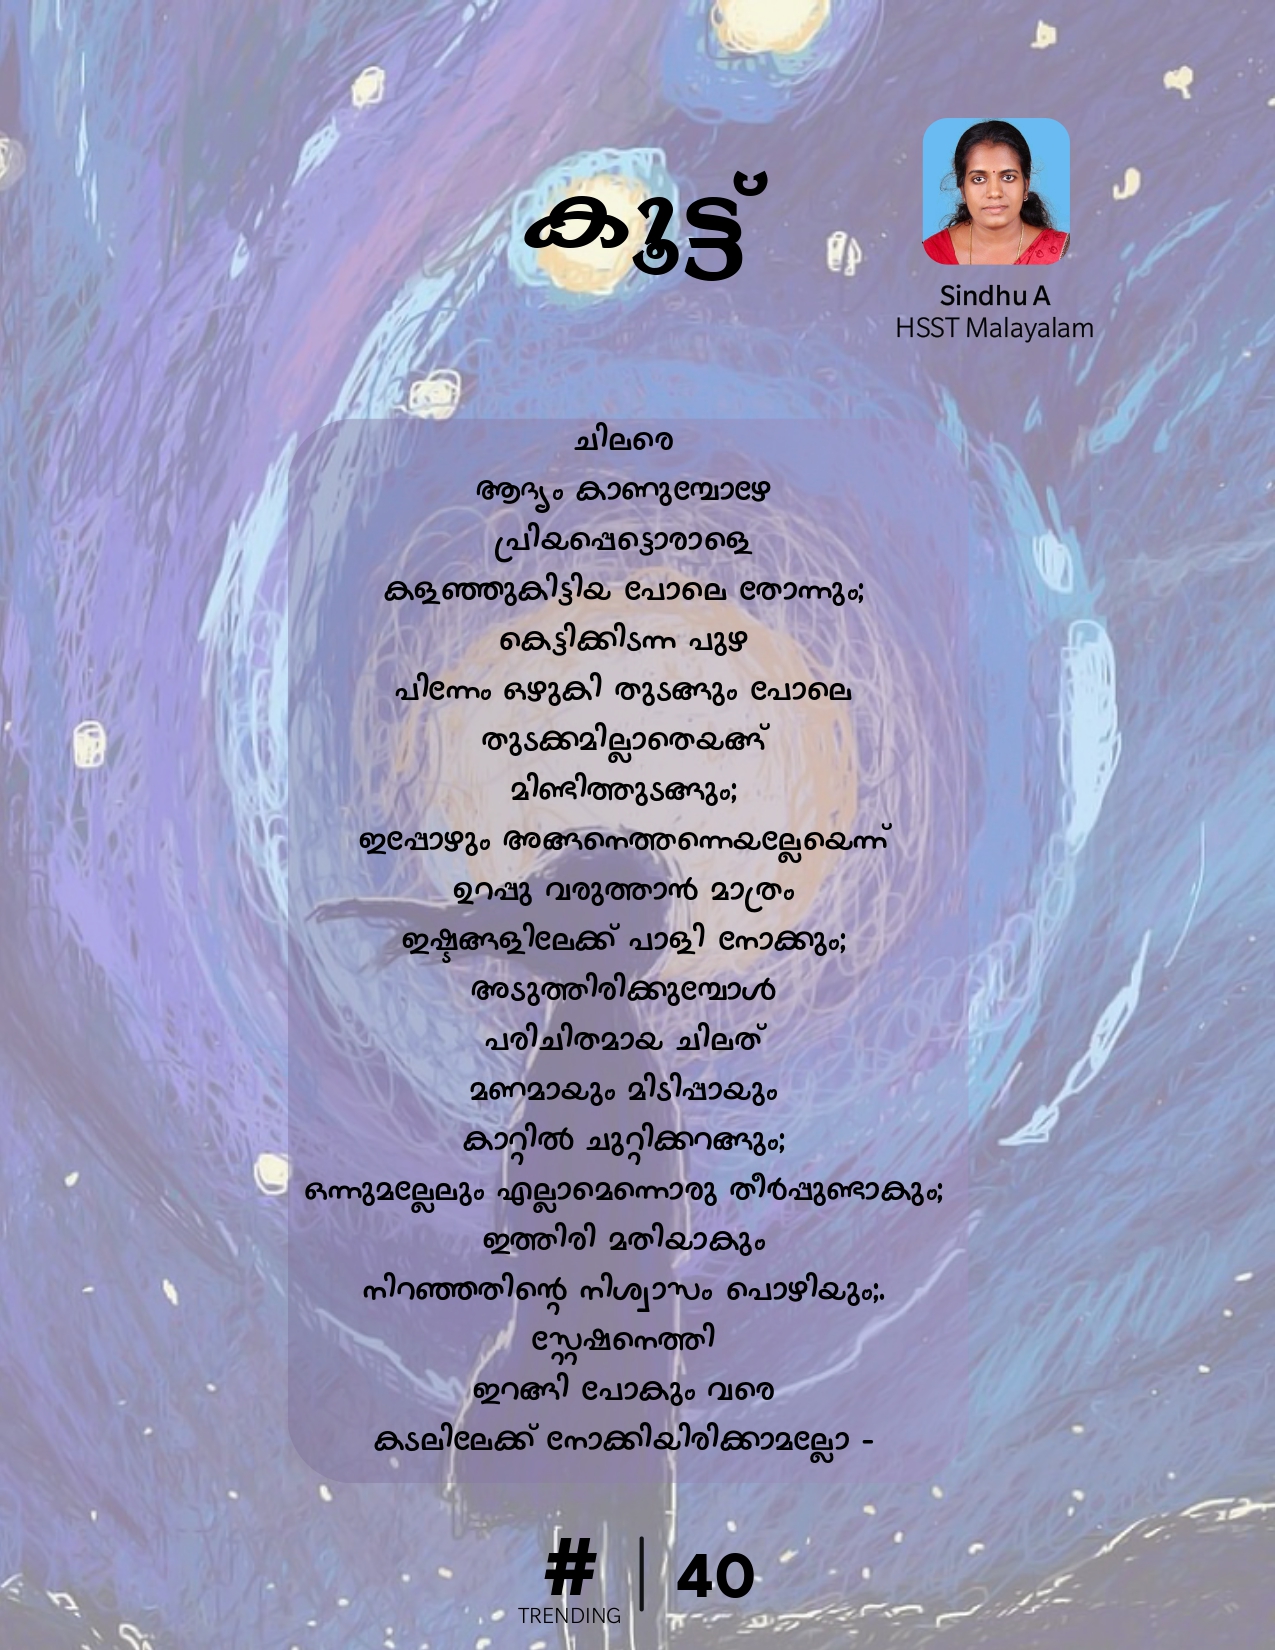 കൂട്ട്
Sindhu A
HSST Malayalam
ചിലരെ
ആദ്യം കാണുമ്പോഴേ
പ്രിയപ്പെട്ടൊരാളെ
കളഞ്ഞുകിട്ടിയ പോലെ തോന്നും;
കെട്ടിക്കിടന്ന പുഴ
പിന്നേം ഒഴുകി തുടങ്ങും പോലെ
തുടക്കമില്ലാതെയങ്ങ്
മിണ്ടിത്തുടങ്ങും;
ഇപ്പോഴും അങ്ങനെത്തന്നെയല്ലേയെന്ന്
ഉറപ്പു വരുത്താൻ മാത്രം
ഇഷ്ടങ്ങളിലേക്ക് പാളി നോക്കും;
അടുത്തിരിക്കുമ്പോൾ
പരിചിതമായ ചിലത്
മണമായും മിടിപ്പായും
കാറ്റിൽ ചുറ്റിക്കറങ്ങും;
ഒന്നുമല്ലേലും എല്ലാമെന്നൊരു തീർപ്പുണ്ടാകും;
ഇത്തിരി മതിയാകും
നിറഞ്ഞതിന്റെ നിശ്വാസം പൊഴിയും;.
സ്റ്റേഷനെത്തി
ഇറങ്ങി പോകും വരെ
കടലിലേക്ക് നോക്കിയിരിക്കാമല്ലോ -
# | 40
TRENDING